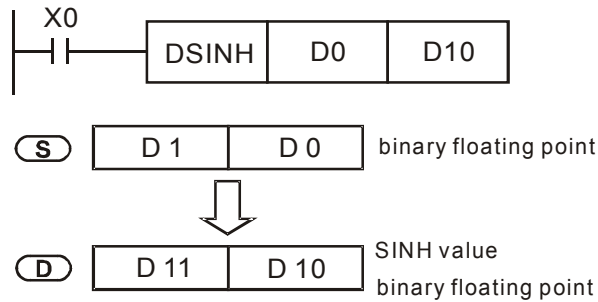 X0
DSINH D0 D10
S D 1 D 0 binary floating point
D D 11 D 10 SINH value
binary floating point